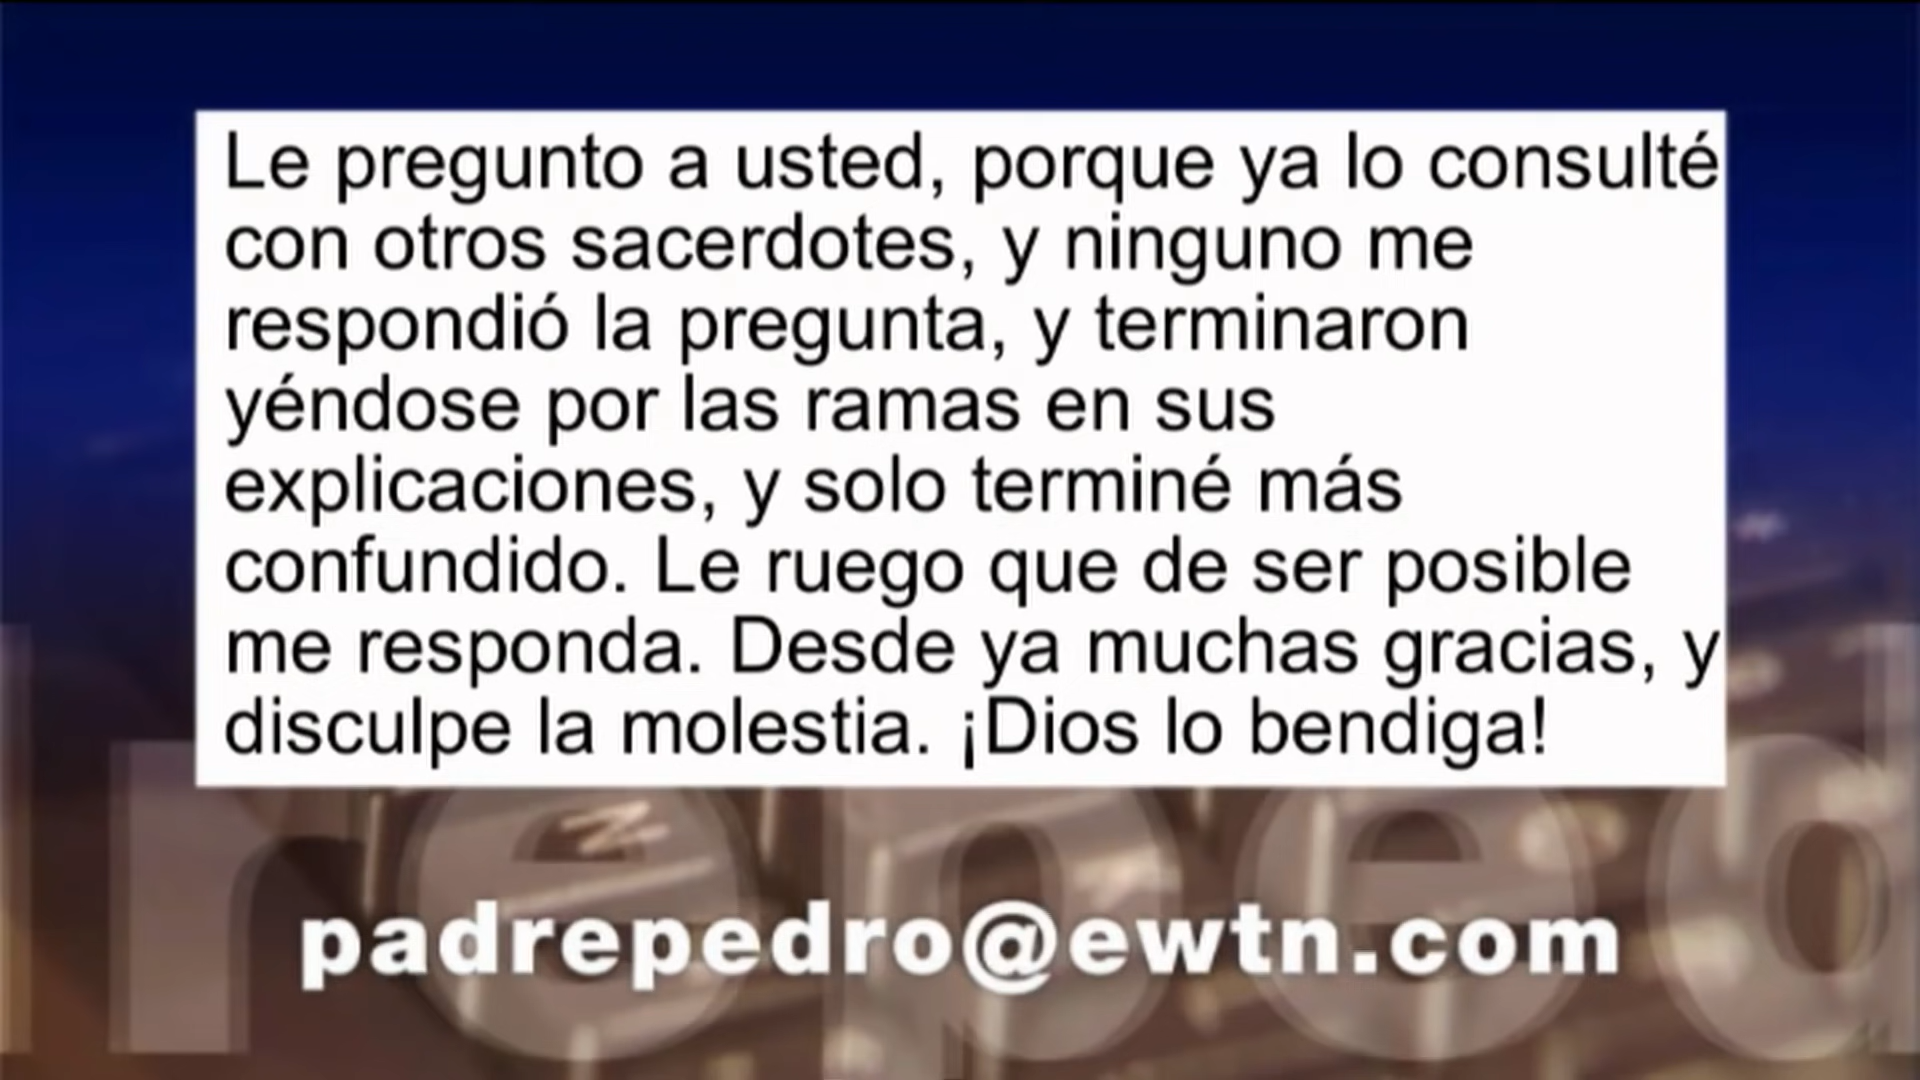 Le pregunto a usted, porque ya lo consulté
con otros sacerdotes, y ninguno me
respondió la pregunta, y terminaron
yéndose por las ramas en sus
explicaciones, y solo terminé más
confundido. Le ruego que de ser posible
me responda. Desde ya muchas gracias, y
disculpe la molestia. ¡Dios lo bendiga!
padrepedro@ewtn.com